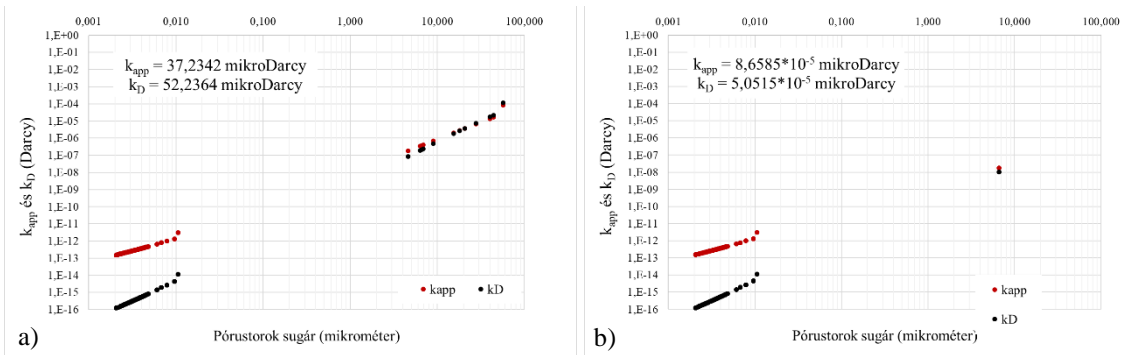 0,001 0,010 1,000 10,000 100,000
1,E+00
1,E-01
1,E-02
1,E-03
1,E-04
1,E-05
1,E-06
1,E-07
1,E-08
1,E-09
1,E-10
1,E-11
1,E-12
1,E-13
1,E-14
1,E-15
1,E-16
k_app és k_D (Darcy)
k_app = 37,2342 mikroDarcy
k_D = 52,2364 mikroDarcy
kapp kD
Pórustorok sugár (mikrométer)
a)
0,001 0,010 1,000 10,000 100,000
1,E+00
1,E-01
1,E-02
1,E-03
1,E-04
1,E-05
1,E-06
1,E-07
1,E-08
1,E-09
1,E-10
1,E-11
1,E-12
1,E-13
1,E-14
1,E-15
1,E-16
k_app és k_D (Darcy)
k_app = 8,6585*10^-5 mikroDarcy
k_D = 5,0515*10^-5 mikroDarcy
kapp
kD
Pórustorok sugár (mikrométer)
b)